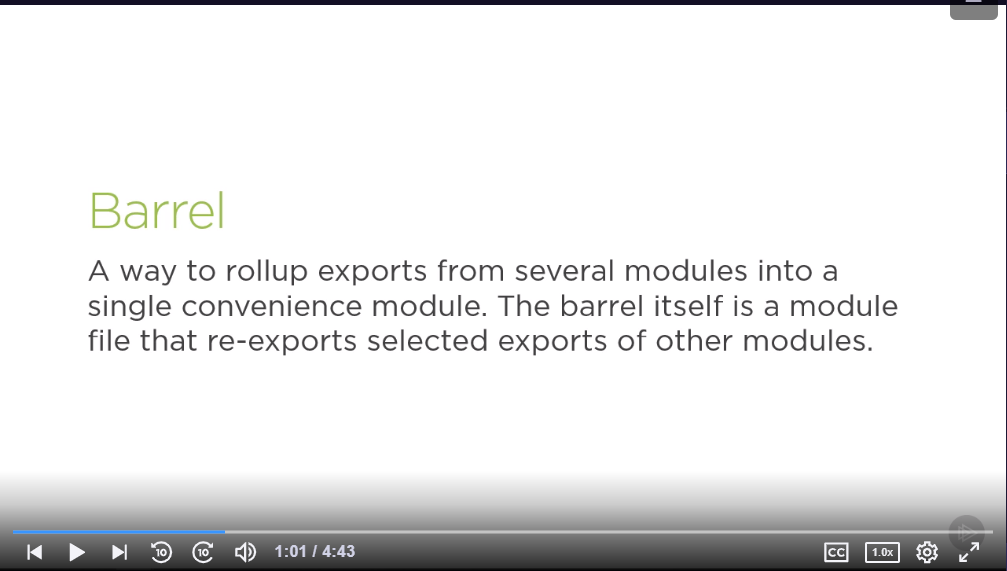 Barrel
A way to rollup exports from several modules into a
single convenience module. The barrel itself is a module
file that re-exports selected exports of other modules.
10
10
1:01 / 4:43
CC
1.0x